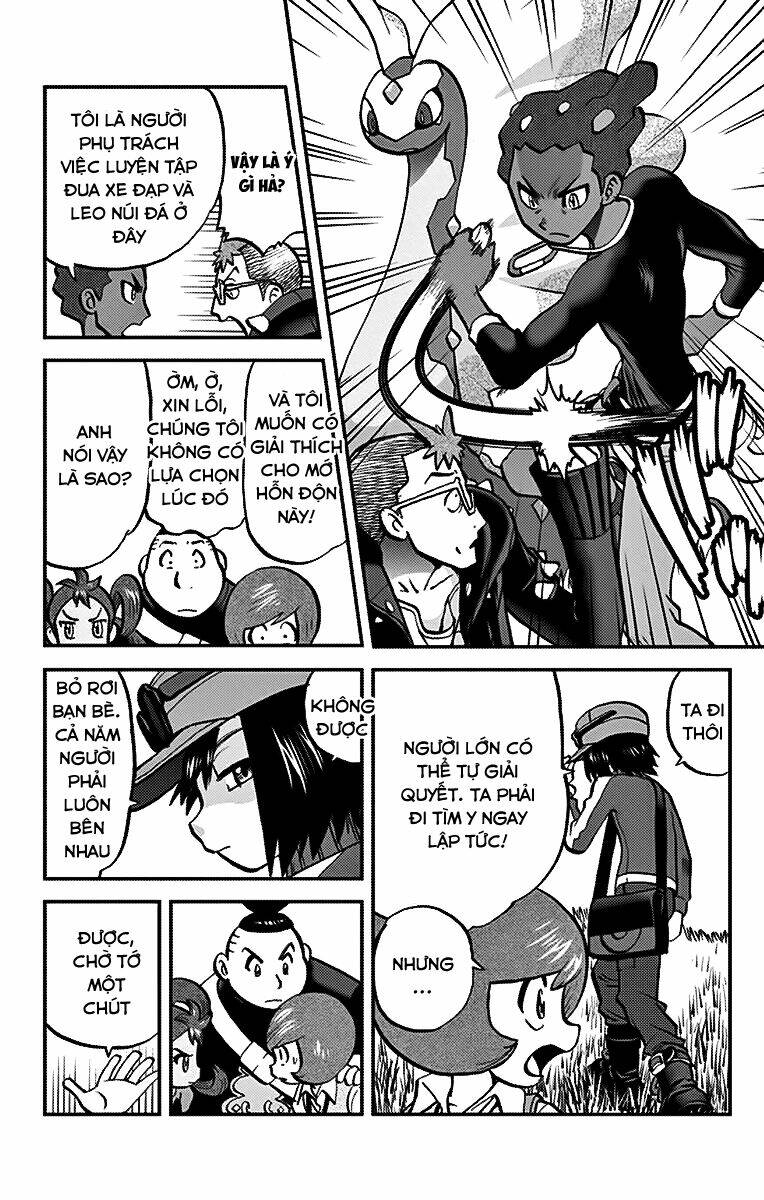 VẬY LÀ Ý
GÌ HẢ?
TÔI LÀ NGƯỜI
PHỤ TRÁCH
VIỆC LUYỆN TẬP
ĐUA XE ĐẠP VÀ
LEO NÚI ĐÁ Ở
ĐÂY
VÀ TÔI
MUỐN CÓ
GIẢI THÍCH
CHO MỚ
HỖN ĐỘN
NÀY!
ỜM, Ờ,
XIN LỖI,
CHÚNG TÔI
KHÔNG CÓ
LỰA CHỌN
LÚC ĐÓ
ANH
NÓI VẬY
LÀ SAO?
TA ĐI
THÔI
NGƯỜI LỚN CÓ
THỂ TỰ GIẢI
QUYẾT. TA PHẢI
ĐI TÌM Y NGAY
LẬP TỨC!
NHƯNG
...
KHÔNG
ĐƯỢC
BỎ RƠI
BẠN BÈ.
CẢ NĂM
NGƯỜI
PHẢI
LUÔN
BÊN
NHAU
ĐƯỢC,
CHỜ TỚ
MỘT
CHÚT